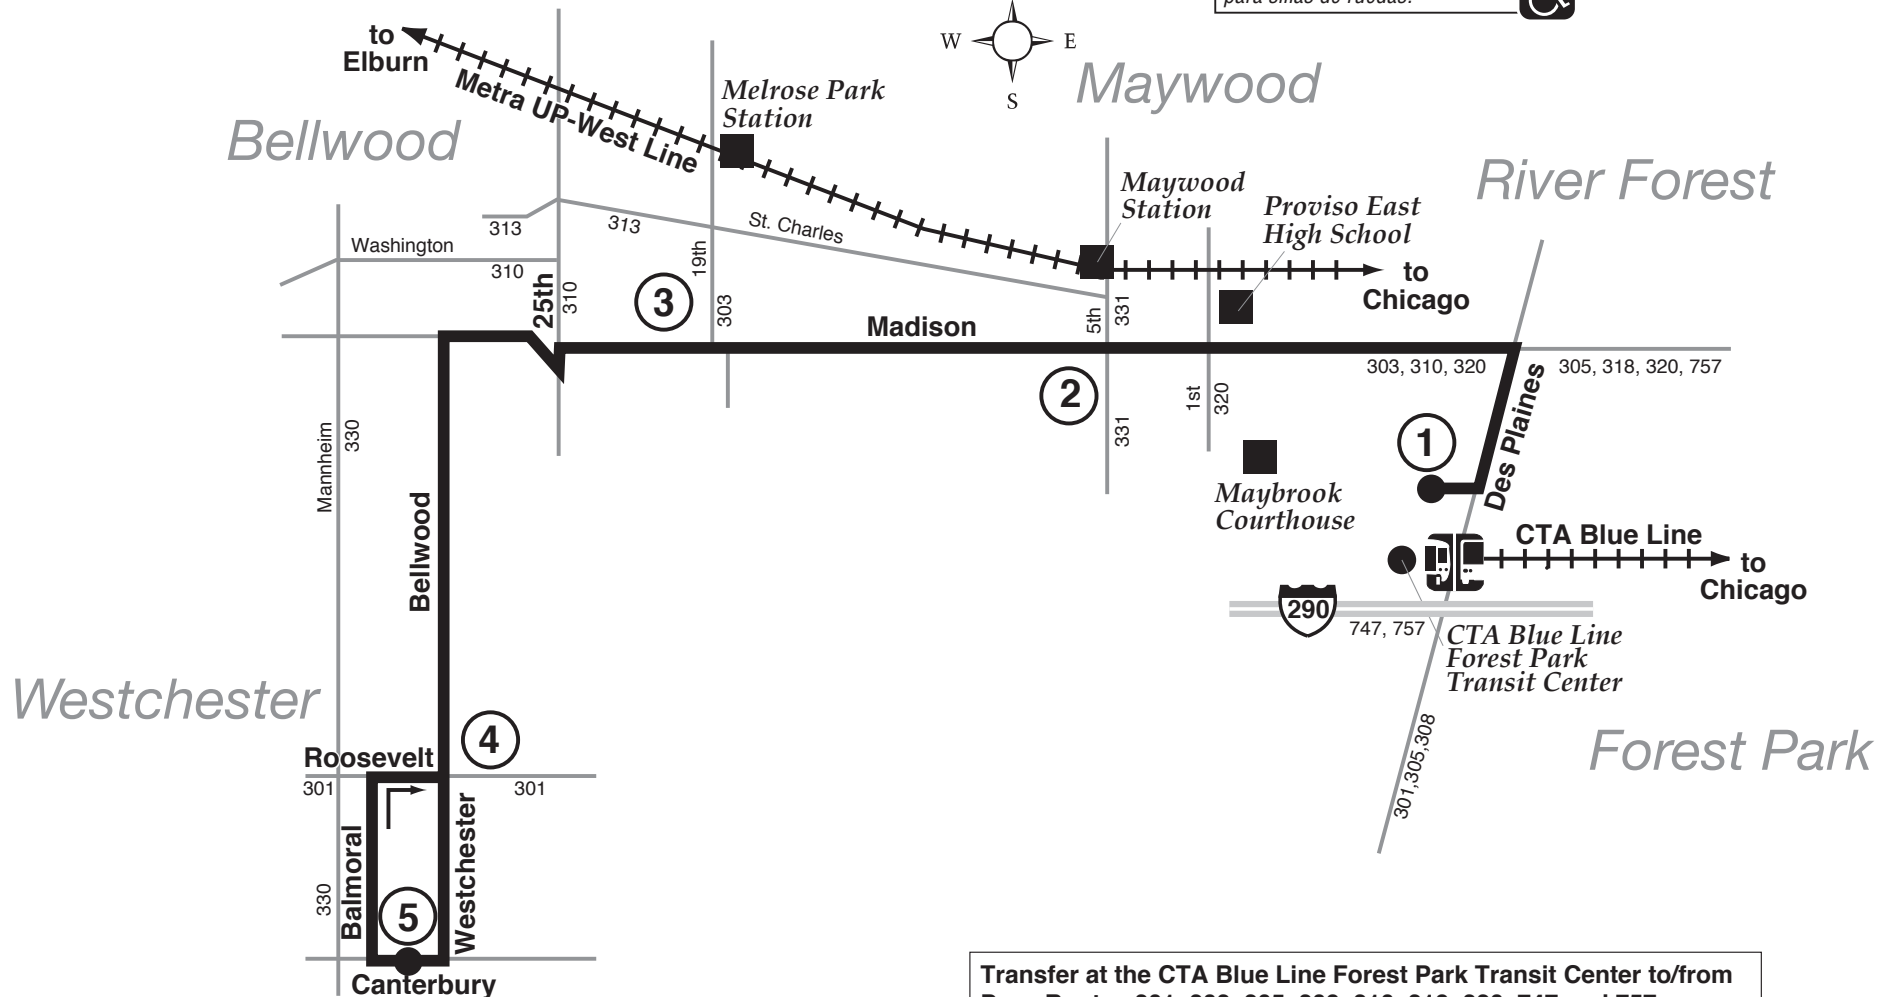 para sillas de ruedas.
to
Elburn
Metra UP-West Line
W
E
S
Maywood
Melrose Park
Station
Bellwood
River Forest
Maywood
Station
Proviso East
High School
313
313
St. Charles
Washington
310
19th
to
Chicago
25th
310
3
303
5th
331
Madison
303, 310, 320
305, 318, 320, 757
2
1st
320
331
1
Des Plaines
Mannheim
330
Maybrook
Courthouse
Bellwood
CTA Blue Line
to
Chicago
290
747, 757
CTA Blue Line
Forest Park
Transit Center
Westchester
4
Roosevelt
301
301
301,305,308
Forest Park
Balmoral
330
5
Westchester
Canterbury
Transfer at the CTA Blue Line Forest Park Transit Center to/from